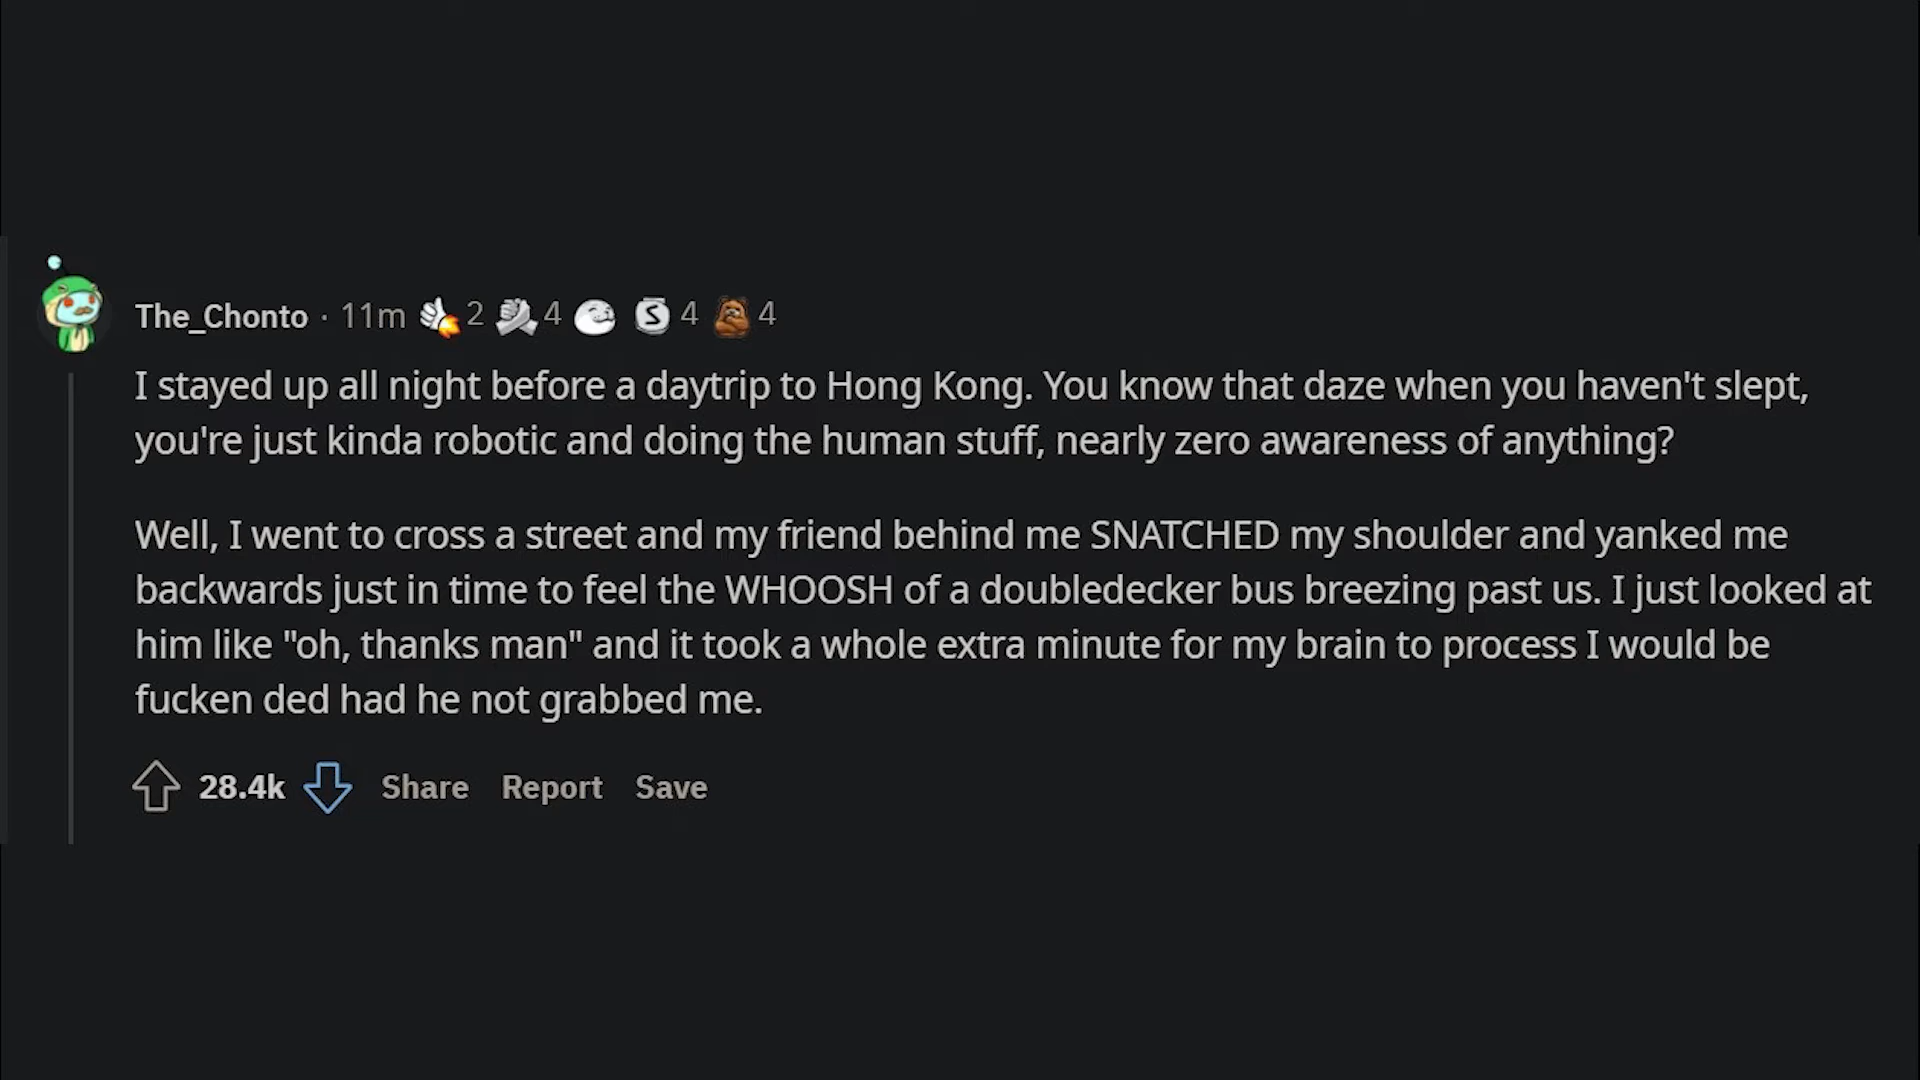 The_Chonto · 11m 2 4 S 4 4
I stayed up all night before a daytrip to Hong Kong. You know that daze when you haven't slept,
you're just kinda robotic and doing the human stuff, nearly zero awareness of anything?
Well, I went to cross a street and my friend behind me SNATCHED my shoulder and yanked me
backwards just in time to feel the WHOOSH of a doubledecker bus breezing past us. I just looked at
him like "oh, thanks man" and it took a whole extra minute for my brain to process I would be
fucken ded had he not grabbed me.
28.4k Share Report Save